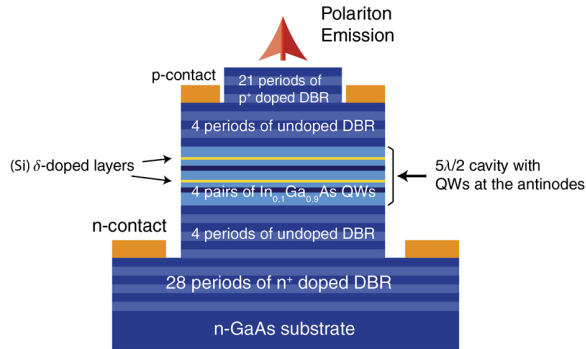 Polariton
Emission
p-contact
21 periods of
p⁺ doped DBR
4 periods of undoped DBR
(Si) δ-doped layers
5λ/2 cavity with
QWs at the antinodes
4 pairs of In₀.₁Ga₀.₉As QWs
n-contact
4 periods of undoped DBR
28 periods of n⁺ doped DBR
n-GaAs substrate